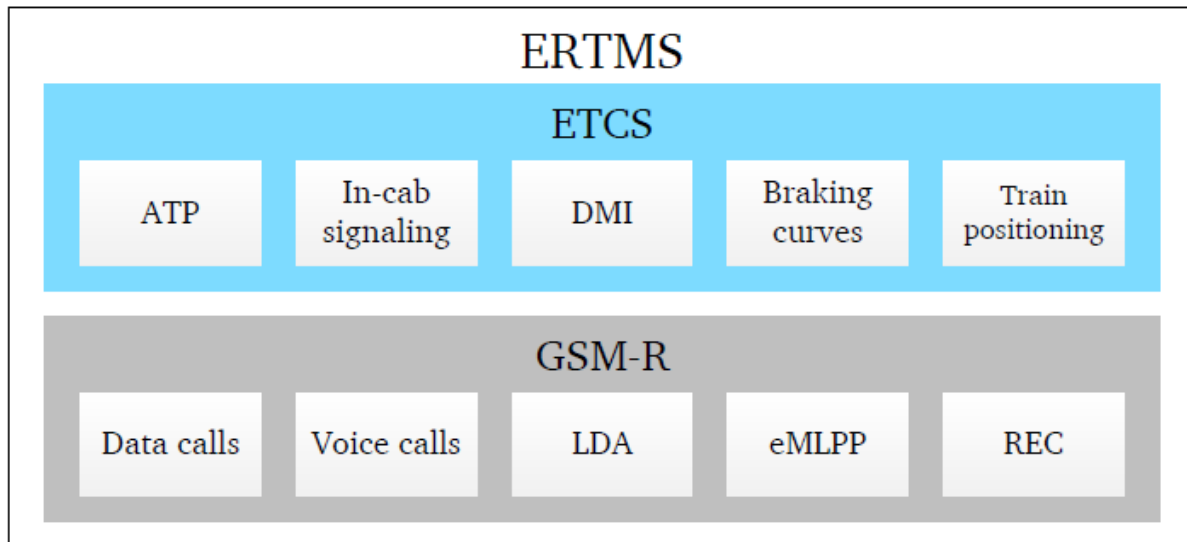 ERTMS
ETCS
ATP
In-cab
signaling
DMI
Braking
curves
Train
positioning
GSM-R
Data calls
Voice calls
LDA
eMLPP
REC